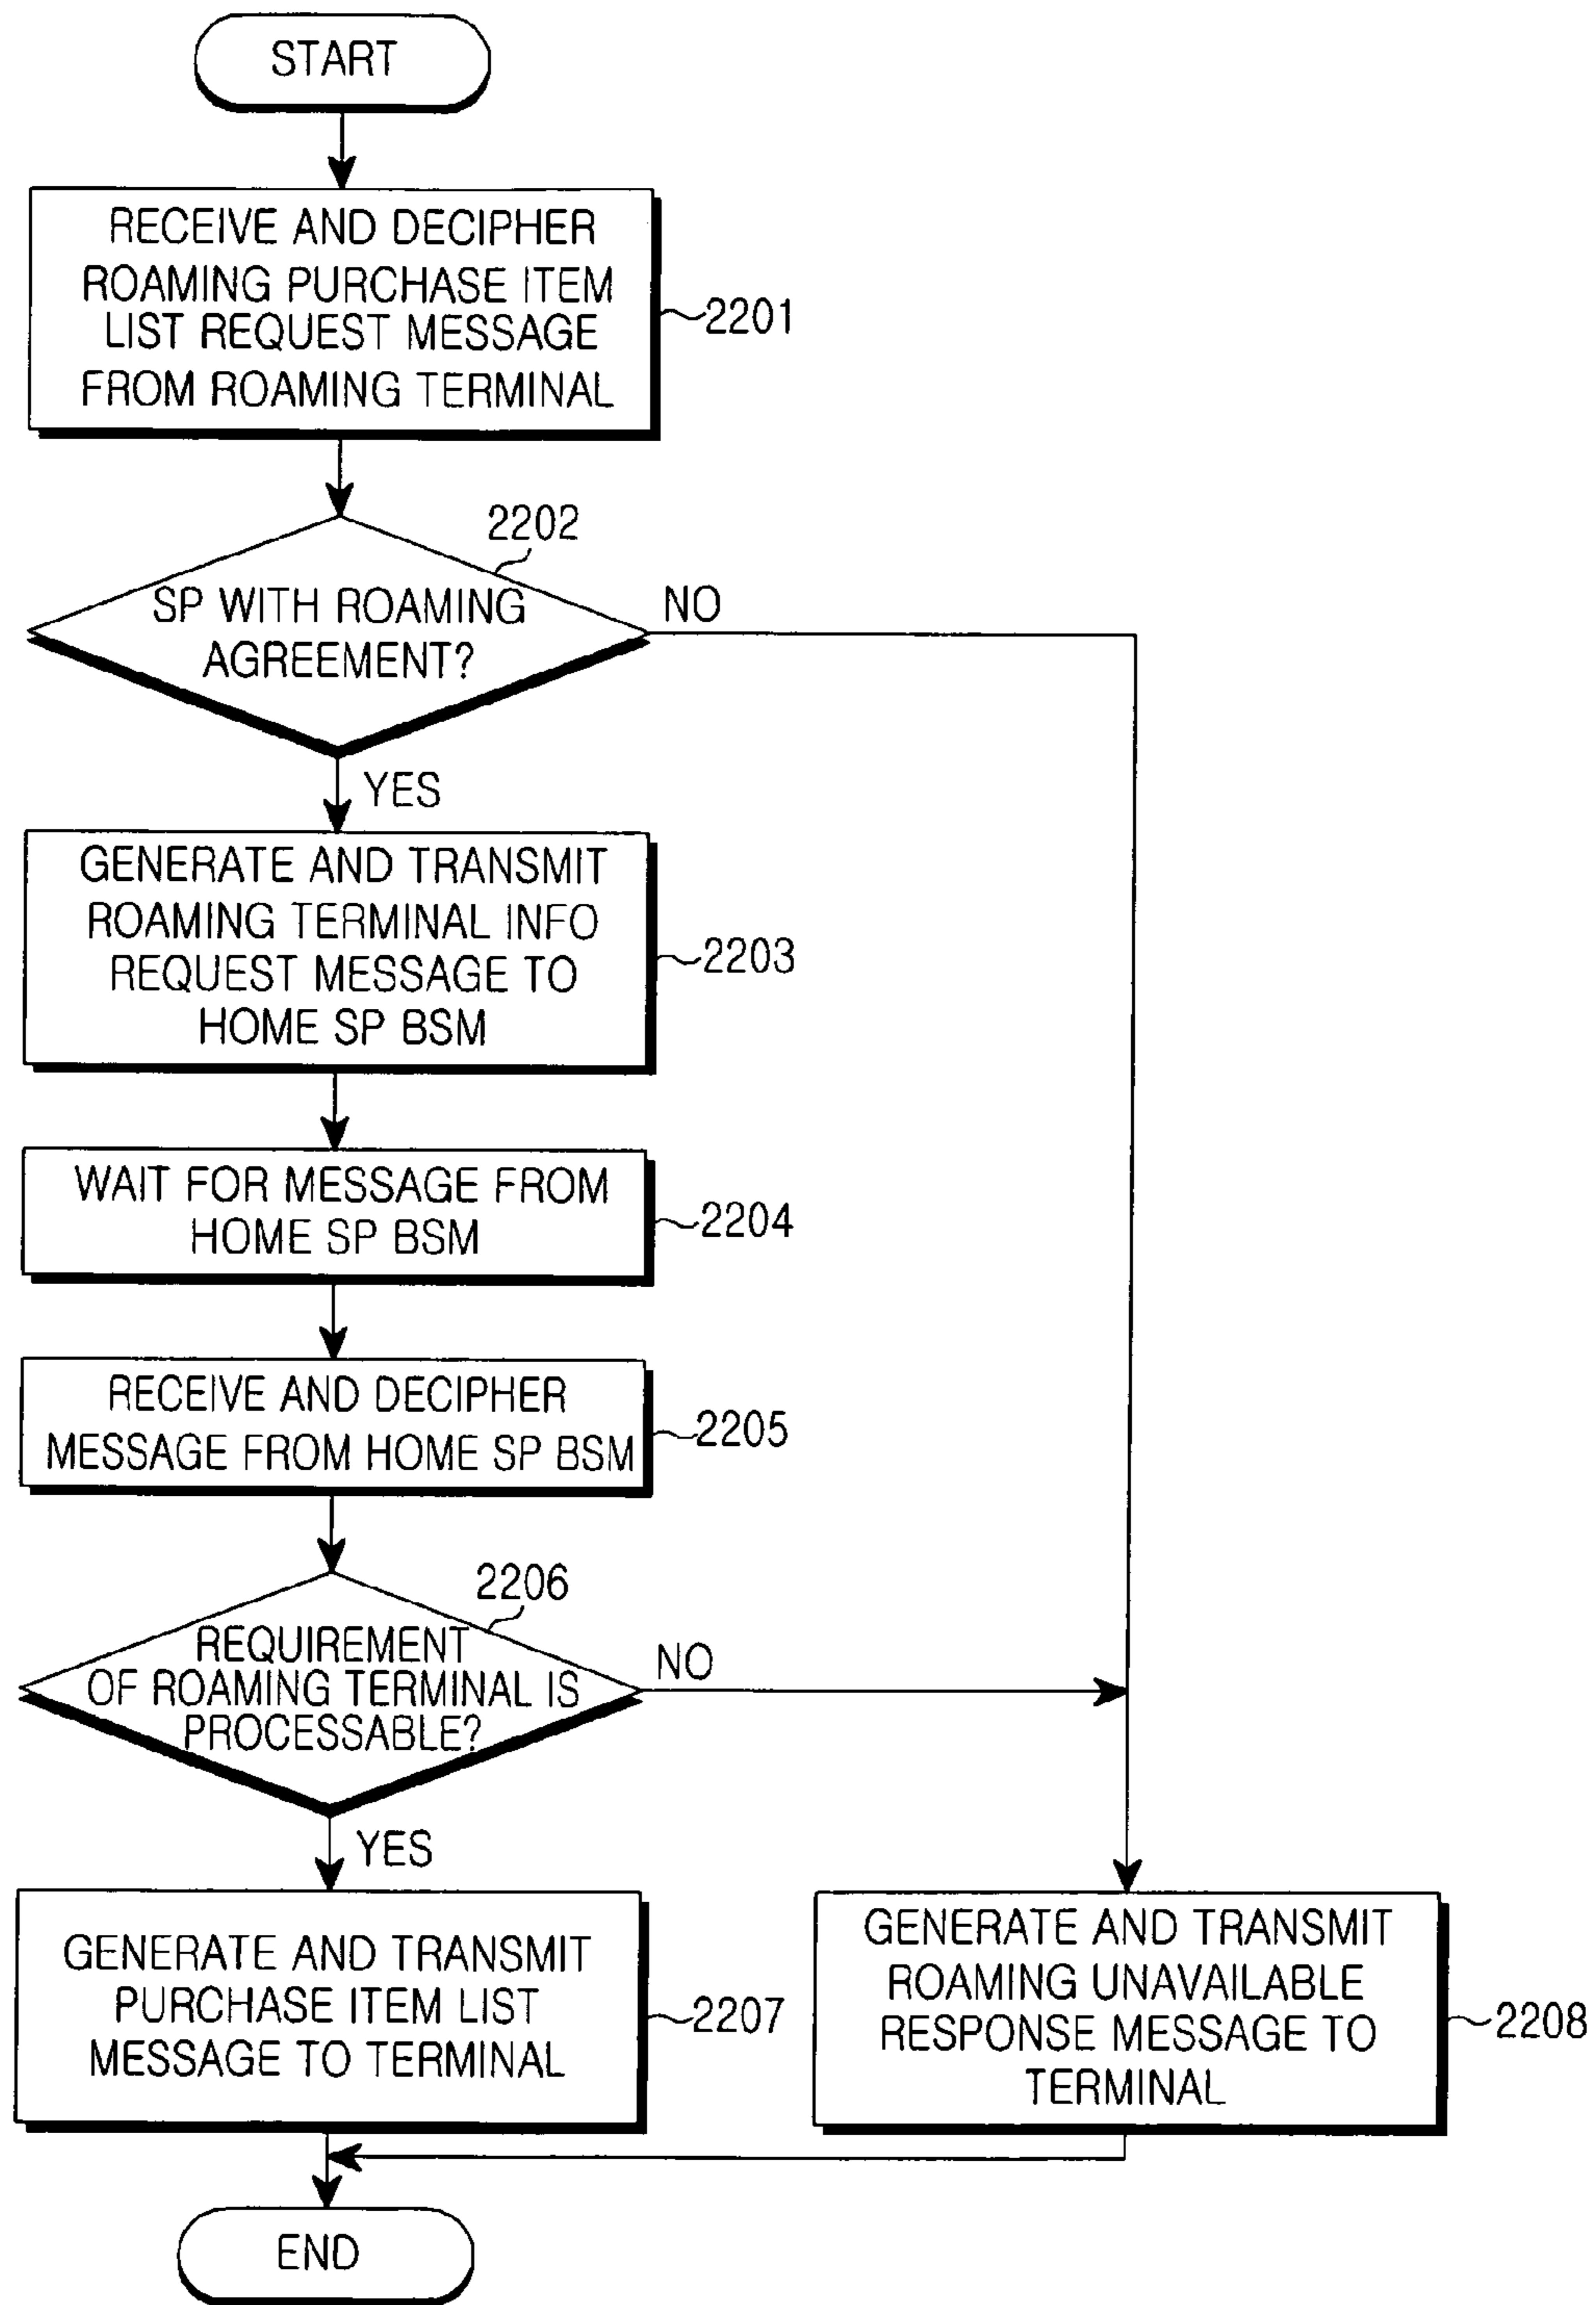 START
RECEIVE AND DECIPHER
ROAMING PURCHASE ITEM
LIST REQUEST MESSAGE
FROM ROAMING TERMINAL
2201
2202
SP WITH ROAMING
AGREEMENT?
NO
YES
GENERATE AND TRANSMIT
ROAMING TERMINAL INFO
REQUEST MESSAGE TO
HOME SP BSM
2203
WAIT FOR MESSAGE FROM
HOME SP BSM
2204
RECEIVE AND DECIPHER
MESSAGE FROM HOME SP BSM
2205
2206
REQUIREMENT
OF ROAMING TERMINAL IS
PROCESSABLE?
NO
YES
GENERATE AND TRANSMIT
PURCHASE ITEM LIST
MESSAGE TO TERMINAL
2207
GENERATE AND TRANSMIT
ROAMING UNAVAILABLE
RESPONSE MESSAGE TO
TERMINAL
2208
END